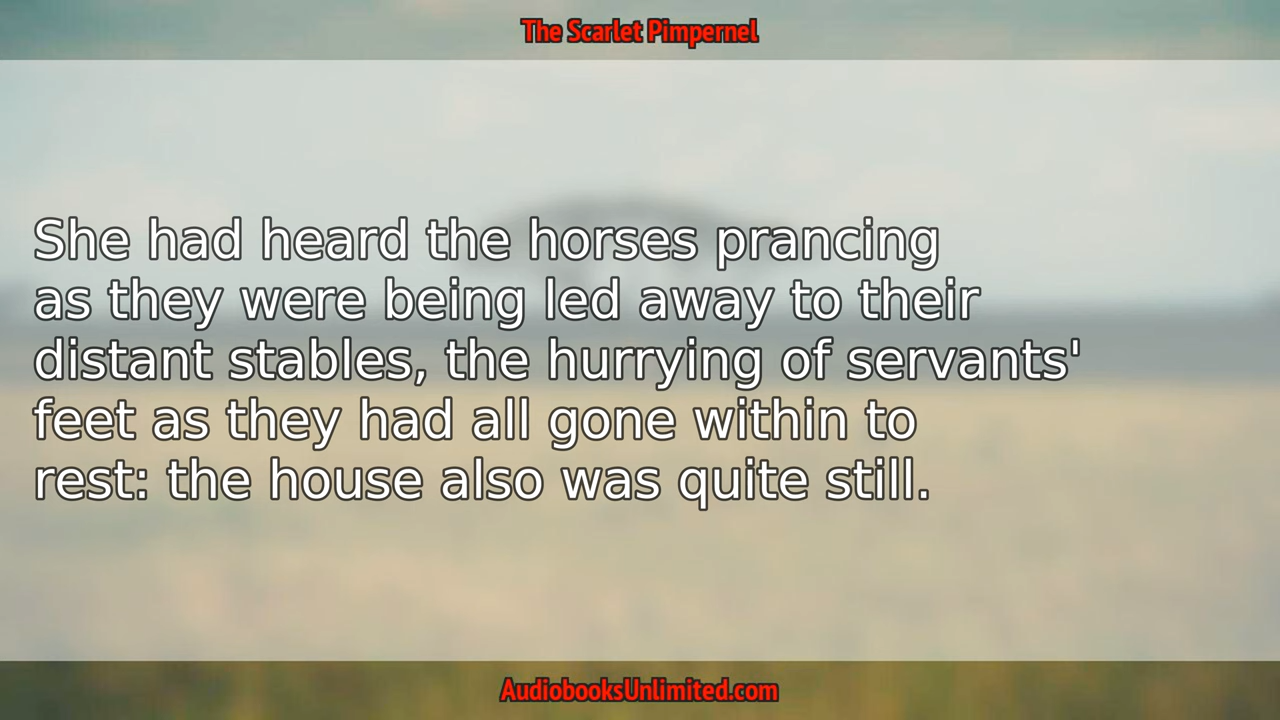 The Scarlet Pimpernel
She had heard the horses prancing
as they were being led away to their
distant stables, the hurrying of servants'
feet as they had all gone within to
rest: the house also was quite still.
AudiobooksUnlimited.com